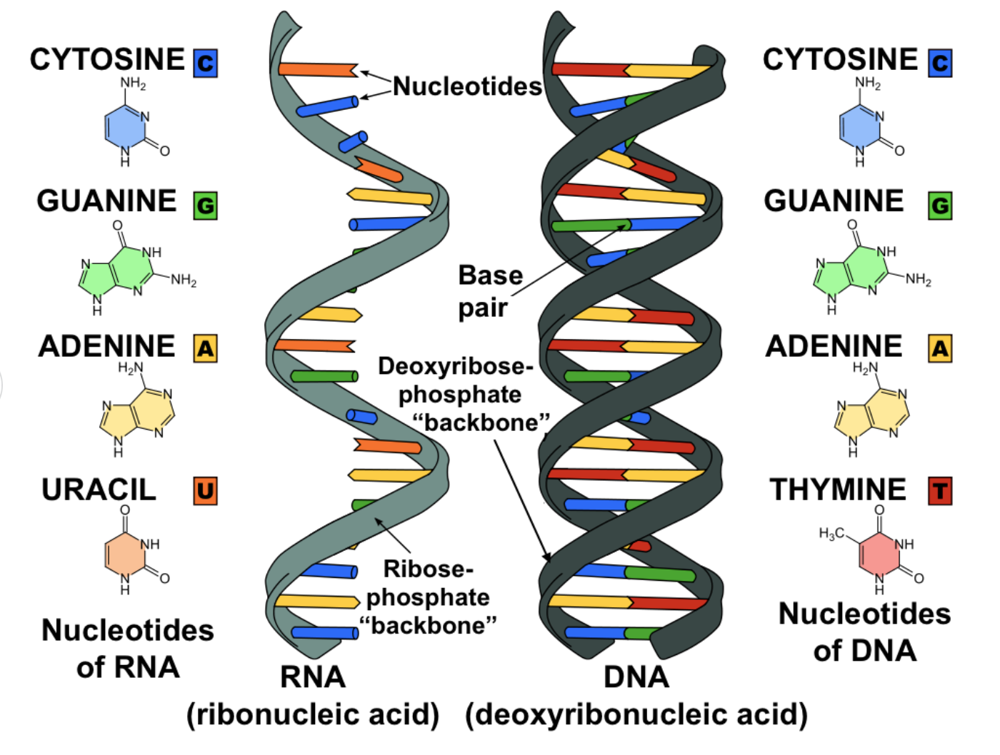 CYTOSINE C
NH₂
N
N
H
O
GUANINE G
O
N
NH
N
H
N
NH₂
ADENINE A
H₂N
N
N
N
H
N
URACIL U
O
NH
N
H
O
Nucleotides
of RNA
Nucleotides
Base
pair
Deoxyribose-
phosphate
“backbone”
Ribose-
phosphate
“backbone”
RNA
(ribonucleic acid)
DNA
(deoxyribonucleic acid)
CYTOSINE C
NH₂
N
N
H
O
GUANINE G
O
N
NH
N
H
N
NH₂
ADENINE A
H₂N
N
N
N
H
N
THYMINE T
O
H₃C
NH
N
H
O
Nucleotides
of DNA